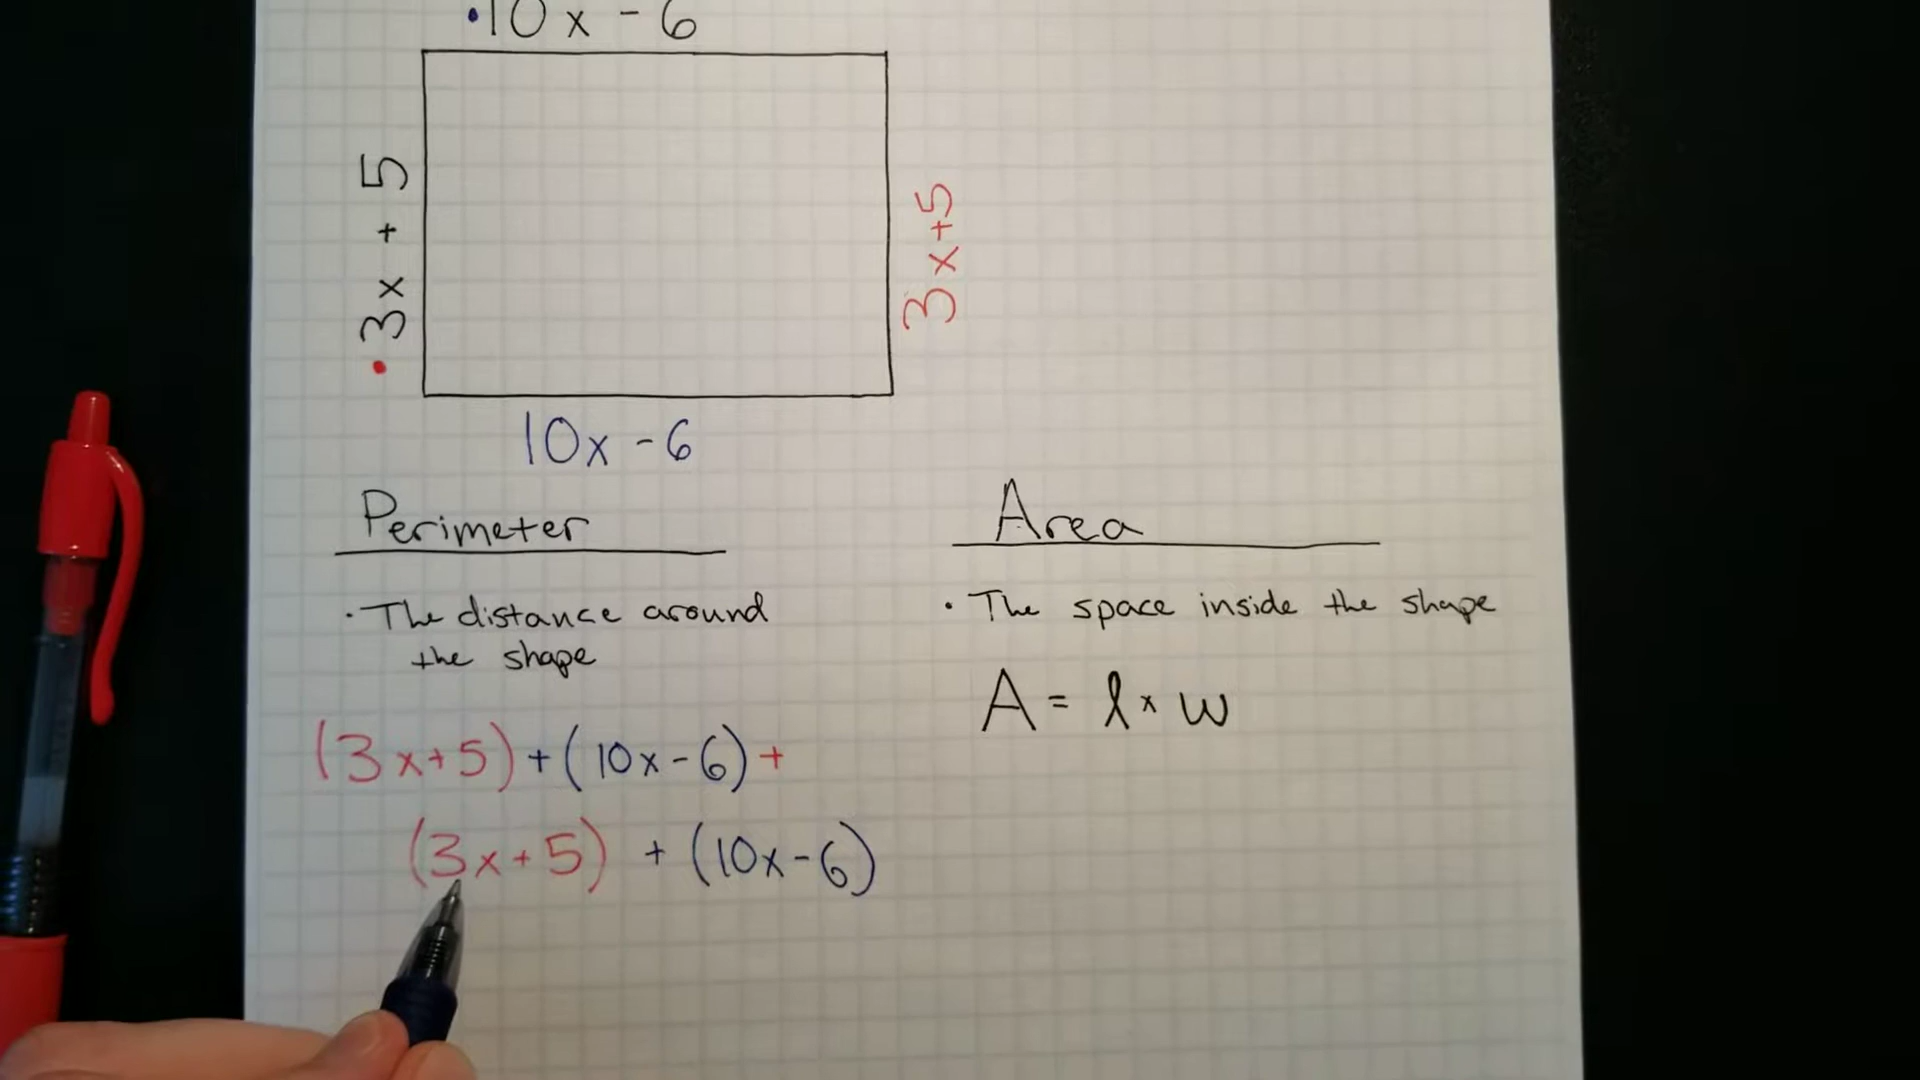 10x - 6
3x + 5
3x+5
10x - 6
Perimeter
Area
· The distance around
the shape
· The space inside the shape
A = l × w
(3x+5) + (10x-6) +
(3x+5) + (10x-6)